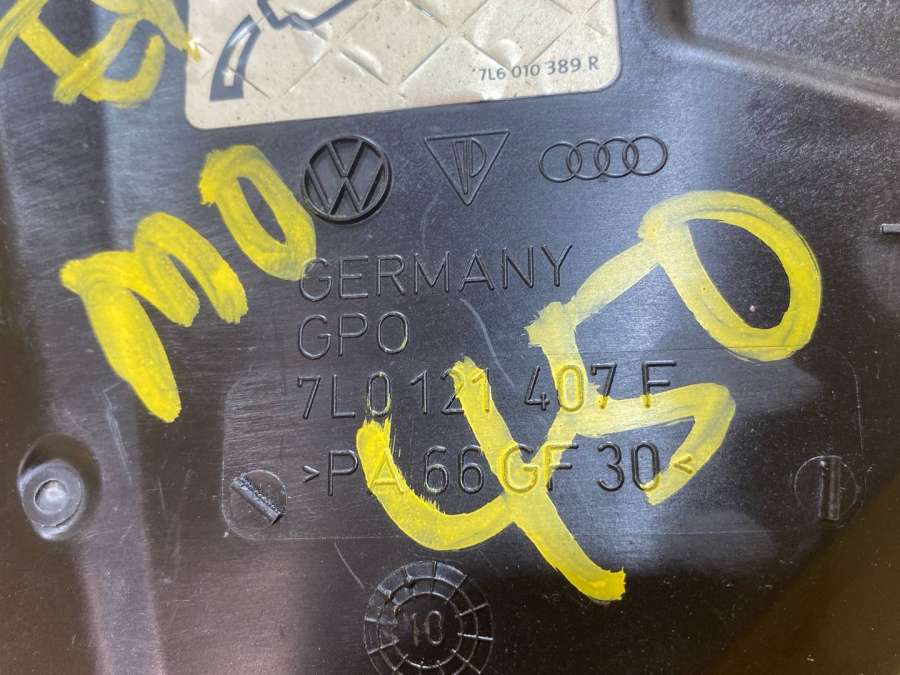 7L6 010 389 R
MO
GERMANY
GPO
450
7L0 121 407 F
>PA 66 GF 30<
10